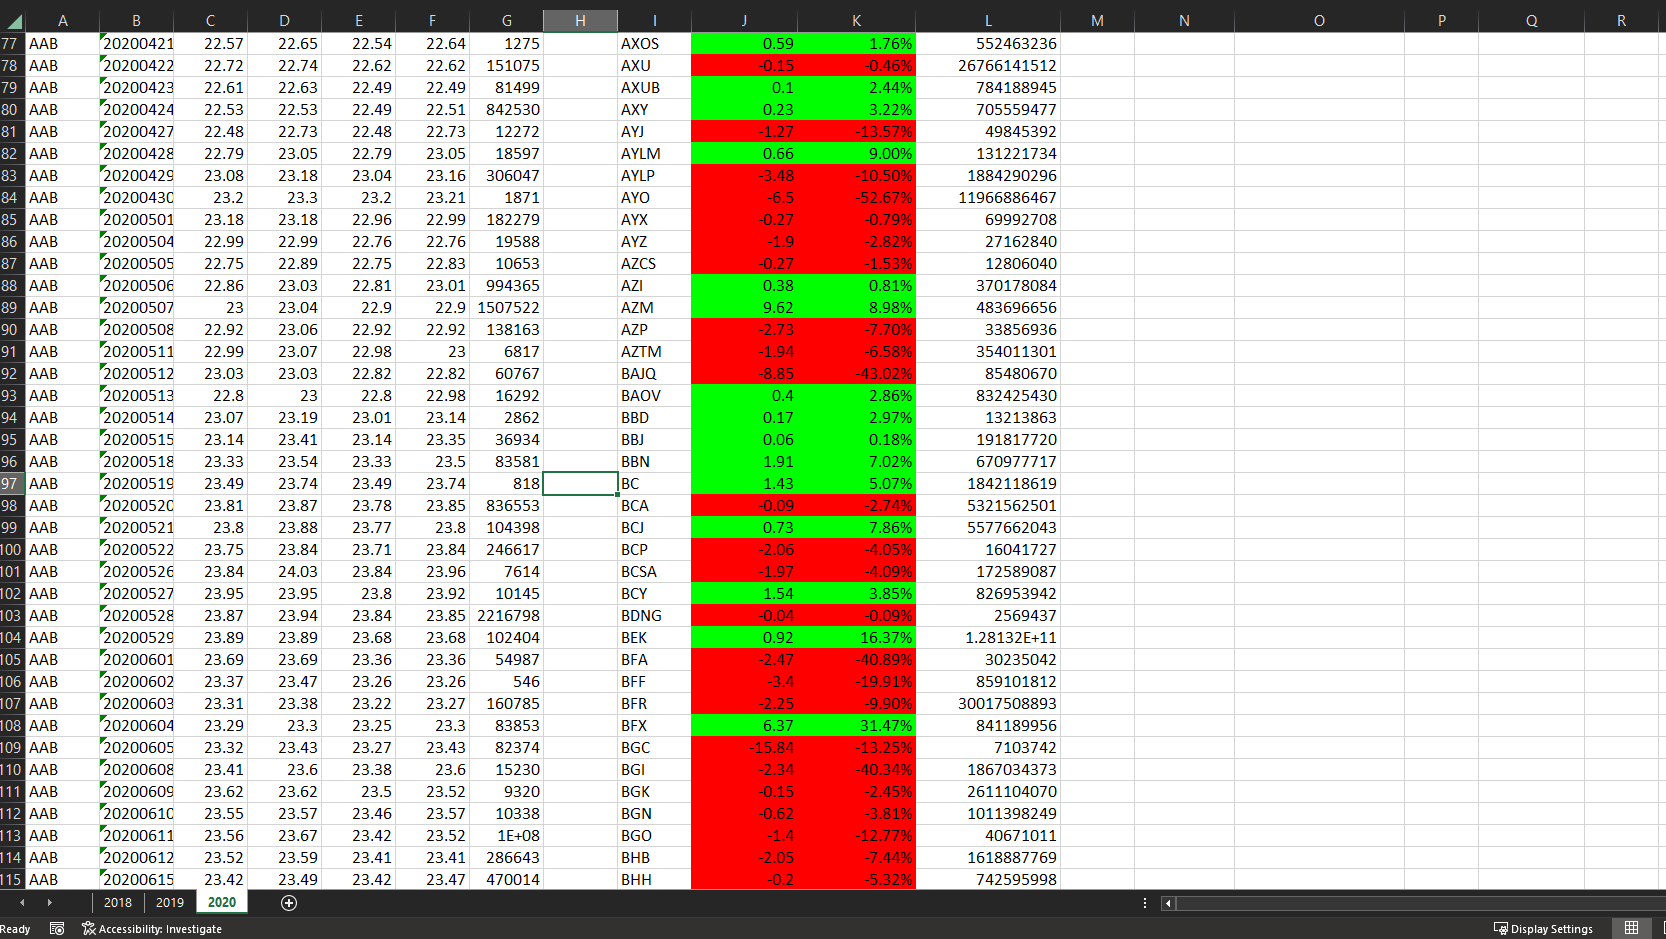 A B C D E F G H I J K L M N O P Q R
77 AAB 20200421 22.57 22.65 22.54 22.64 1275 AXOS 0.59 1.76% 552463236
78 AAB 20200422 22.72 22.74 22.62 22.62 151075 AXU -0.15 -0.46% 26766141512
79 AAB 20200423 22.61 22.63 22.49 22.49 81499 AXUB 0.1 2.44% 784188945
80 AAB 20200424 22.53 22.53 22.49 22.51 842530 AXY 0.23 3.22% 705559477
81 AAB 20200427 22.48 22.73 22.48 22.73 12272 AYJ -1.27 -13.57% 49845392
82 AAB 20200428 22.79 23.05 22.79 23.05 18597 AYLM 0.66 9.00% 131221734
83 AAB 20200429 23.08 23.18 23.04 23.16 306047 AYLP -3.48 -10.50% 1884290296
84 AAB 20200430 23.2 23.3 23.2 23.21 1871 AYO -6.5 -52.67% 11966886467
85 AAB 20200501 23.18 23.18 22.96 22.99 182279 AYX -0.27 -0.79% 69992708
86 AAB 20200504 22.99 22.99 22.76 22.76 19588 AYZ -1.9 -2.82% 27162840
87 AAB 20200505 22.75 22.89 22.75 22.83 10653 AZCS -0.27 -1.53% 12806040
88 AAB 20200506 22.86 23.03 22.81 23.01 994365 AZI 0.38 0.81% 370178084
89 AAB 20200507 23 23.04 22.9 22.9 1507522 AZM 9.62 8.98% 483696656
90 AAB 20200508 22.92 23.06 22.92 22.92 138163 AZP -2.73 -7.70% 33856936
91 AAB 20200511 22.99 23.07 22.98 23 6817 AZTM -1.94 -6.58% 354011301
92 AAB 20200512 23.03 23.03 22.82 22.82 60767 BAJQ -8.85 -43.02% 85480670
93 AAB 20200513 22.8 23 22.8 22.98 16292 BAOV 0.4 2.86% 832425430
94 AAB 20200514 23.07 23.19 23.01 23.14 2862 BBD 0.17 2.97% 13213863
95 AAB 20200515 23.14 23.41 23.14 23.35 36934 BBJ 0.06 0.18% 191817720
96 AAB 20200518 23.33 23.54 23.33 23.5 83581 BBN 1.91 7.02% 670977717
97 AAB 20200519 23.49 23.74 23.49 23.74 818 BC 1.43 5.07% 1842118619
98 AAB 20200520 23.81 23.87 23.78 23.85 836553 BCA -0.09 -2.74% 5321562501
99 AAB 20200521 23.8 23.88 23.77 23.8 104398 BCJ 0.73 7.86% 5577662043
100 AAB 20200522 23.75 23.84 23.71 23.84 246617 BCP -2.06 -4.05% 16041727
101 AAB 20200526 23.84 24.03 23.84 23.96 7614 BCSA -1.97 -4.09% 172589087
102 AAB 20200527 23.95 23.95 23.8 23.92 10145 BCY 1.54 3.85% 826953942
103 AAB 20200528 23.87 23.94 23.84 23.85 2216798 BDNG -0.04 -0.09% 2569437
104 AAB 20200529 23.89 23.89 23.68 23.68 102404 BEK 0.92 16.37% 1.28132E+11
105 AAB 20200601 23.69 23.69 23.36 23.36 54987 BFA -2.47 -40.89% 30235042
106 AAB 20200602 23.37 23.47 23.26 23.26 546 BFF -3.4 -19.91% 859101812
107 AAB 20200603 23.31 23.38 23.22 23.27 160785 BFR -2.25 -9.90% 30017508893
108 AAB 20200604 23.29 23.3 23.25 23.3 83853 BFX 6.37 31.47% 841189956
109 AAB 20200605 23.32 23.43 23.27 23.43 82374 BGC -15.84 -13.25% 7103742
110 AAB 20200608 23.41 23.6 23.38 23.6 15230 BGI -2.34 -40.34% 1867034373
111 AAB 20200609 23.62 23.62 23.5 23.52 9320 BGK -0.15 -2.45% 2611104070
112 AAB 20200610 23.55 23.57 23.46 23.57 10338 BGN -0.62 -3.81% 1011398249
113 AAB 20200611 23.56 23.67 23.42 23.52 1E+08 BGO -1.4 -12.77% 40671011
114 AAB 20200612 23.52 23.59 23.41 23.41 286643 BHB -2.05 -7.44% 1618887769
115 AAB 20200615 23.42 23.49 23.42 23.47 470014 BHH -0.2 -5.32% 742595998
2018 2019 2020
Ready Accessibility: Investigate Display Settings